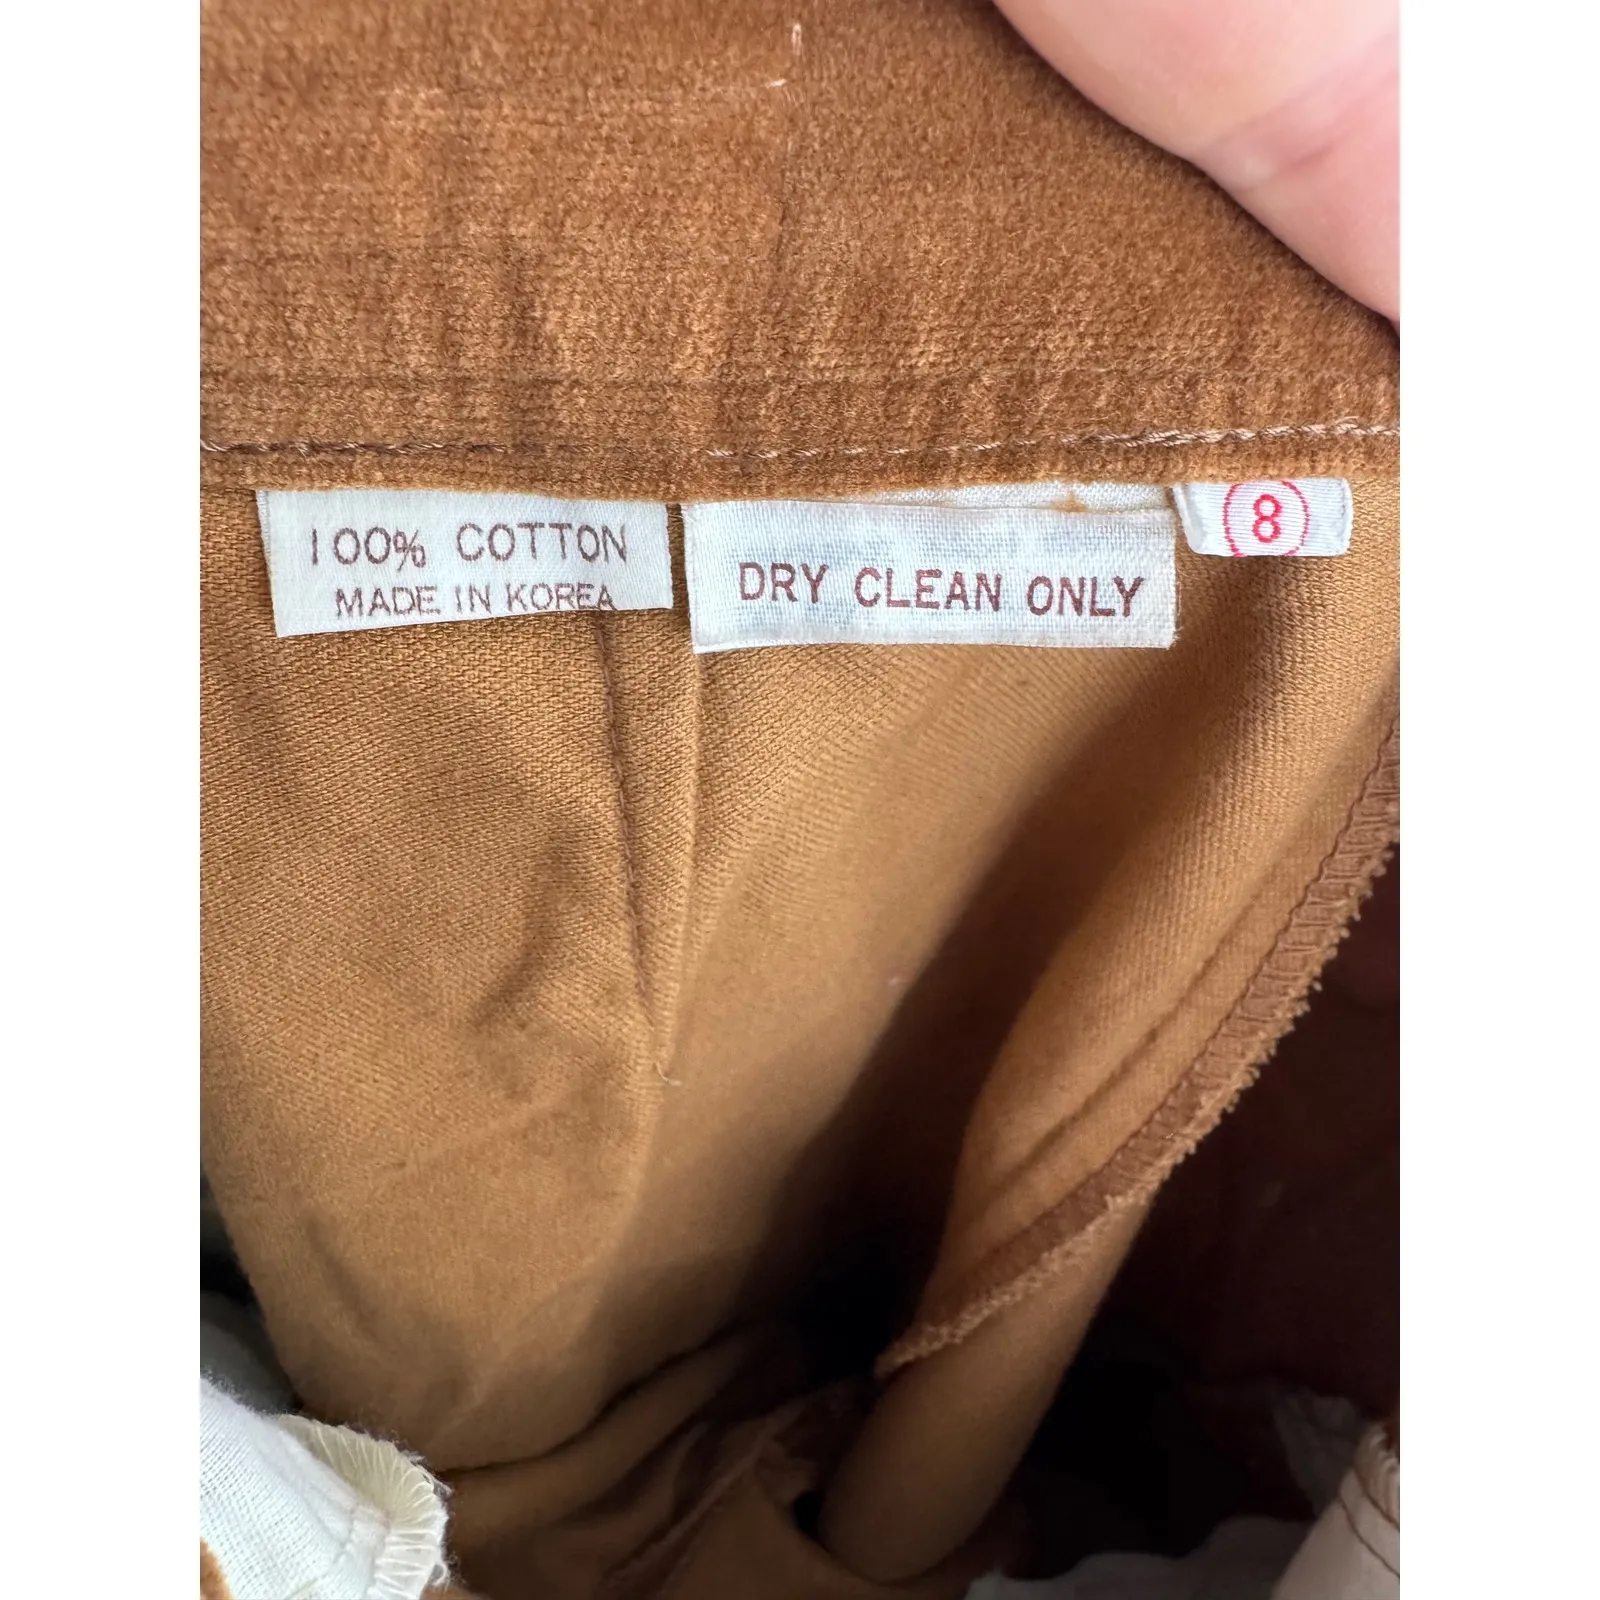 100% COTTON
MADE IN KOREA
DRY CLEAN ONLY
8